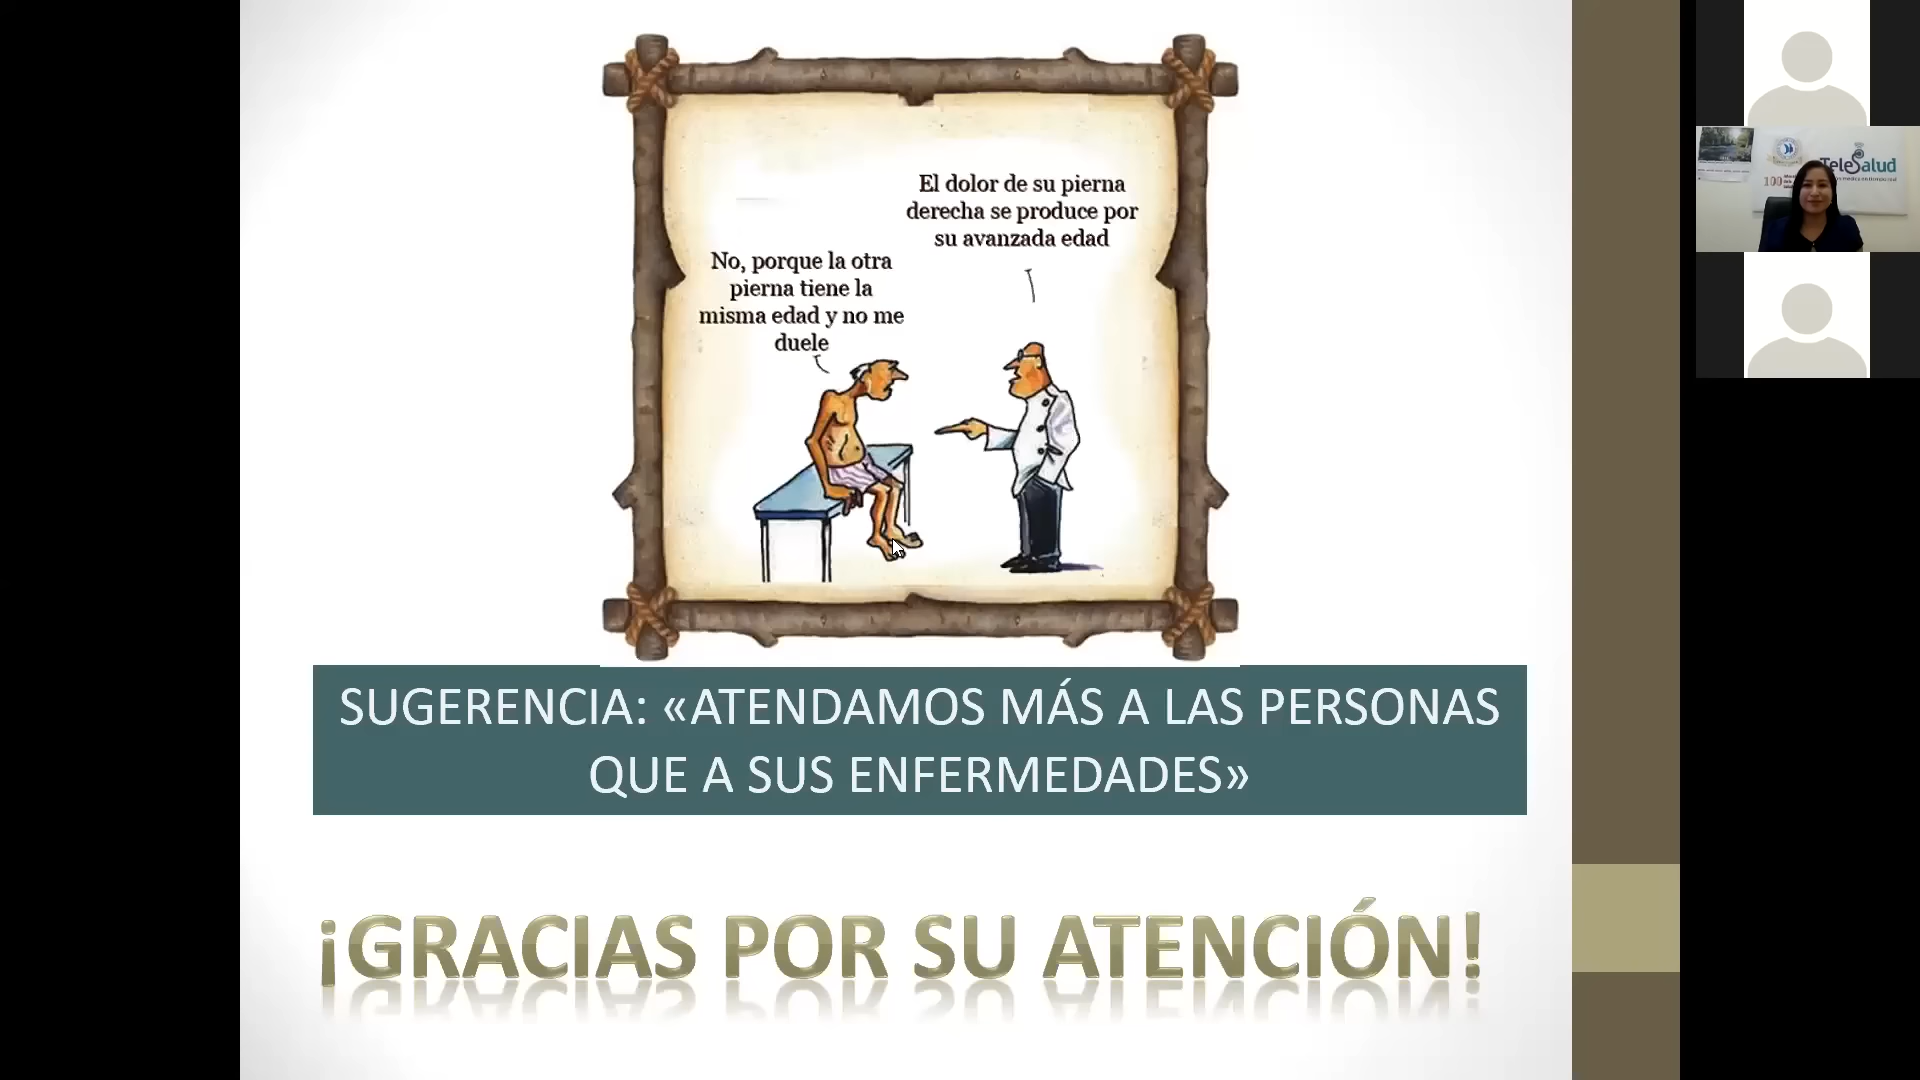 El dolor de su pierna
derecha se produce por
su avanzada edad
No, porque la otra
pierna tiene la
misma edad y no me
duele
SUGERENCIA: «ATENDAMOS MÁS A LAS PERSONAS
QUE A SUS ENFERMEDADES»
¡GRACIAS POR SU ATENCIÓN!
TeleSalud
100